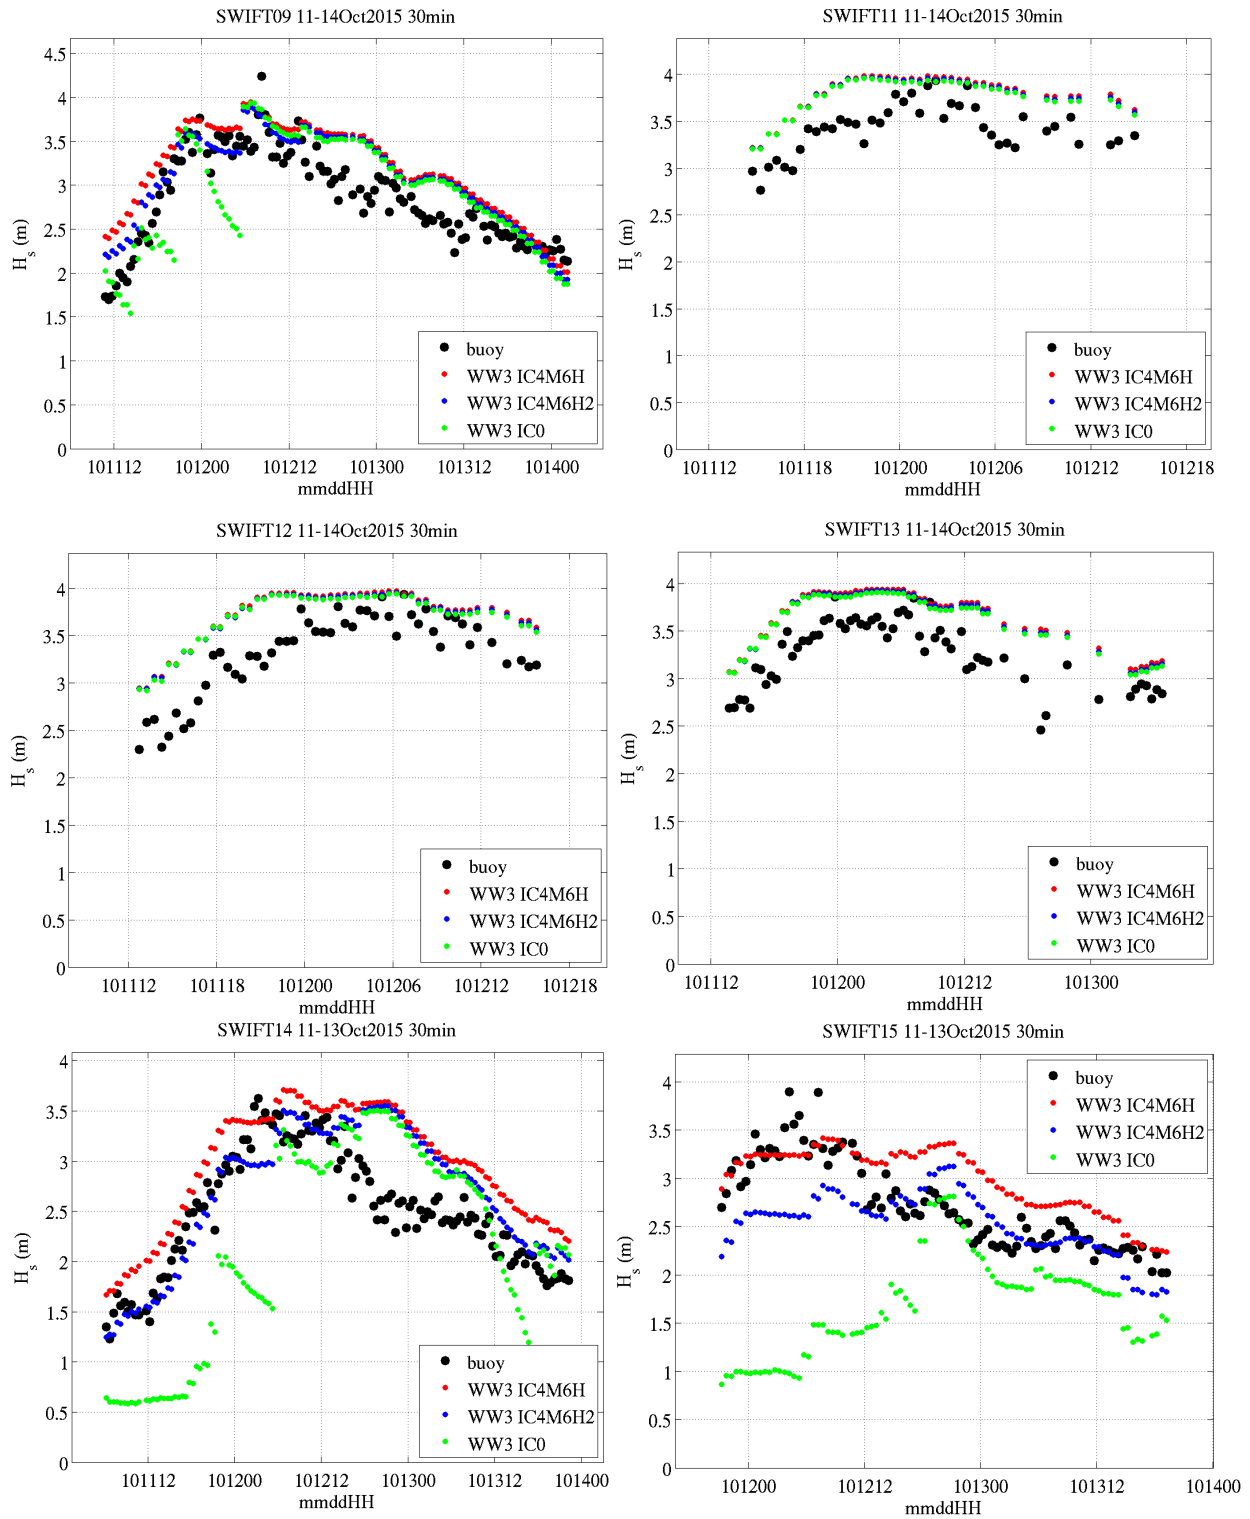 SWIFT09 11-14Oct2015 30min
4.5
4
3.5
3
2.5
2
1.5
1
0.5
0
H_s (m)
buoy
WW3 IC4M6H
WW3 IC4M6H2
WW3 IC0
101112 101200 101212 101300 101312 101400
mmddHH
SWIFT11 11-14Oct2015 30min
4
3.5
3
2.5
2
1.5
1
0.5
0
H_s (m)
buoy
WW3 IC4M6H
WW3 IC4M6H2
WW3 IC0
101112 101118 101200 101206 101212 101218
mmddHH
SWIFT12 11-14Oct2015 30min
4
3.5
3
2.5
2
1.5
1
0.5
0
H_s (m)
buoy
WW3 IC4M6H
WW3 IC4M6H2
WW3 IC0
101112 101118 101200 101206 101212 101218
mmddHH
SWIFT13 11-14Oct2015 30min
4
3.5
3
2.5
2
1.5
1
0.5
0
H_s (m)
buoy
WW3 IC4M6H
WW3 IC4M6H2
WW3 IC0
101112 101200 101212 101300
mmddHH
SWIFT14 11-13Oct2015 30min
4
3.5
3
2.5
2
1.5
1
0.5
0
H_s (m)
buoy
WW3 IC4M6H
WW3 IC4M6H2
WW3 IC0
101112 101200 101212 101300 101312 101400
mmddHH
SWIFT15 11-13Oct2015 30min
4
3.5
3
2.5
2
1.5
1
0.5
0
H_s (m)
buoy
WW3 IC4M6H
WW3 IC4M6H2
WW3 IC0
101200 101212 101300 101312 101400
mmddHH